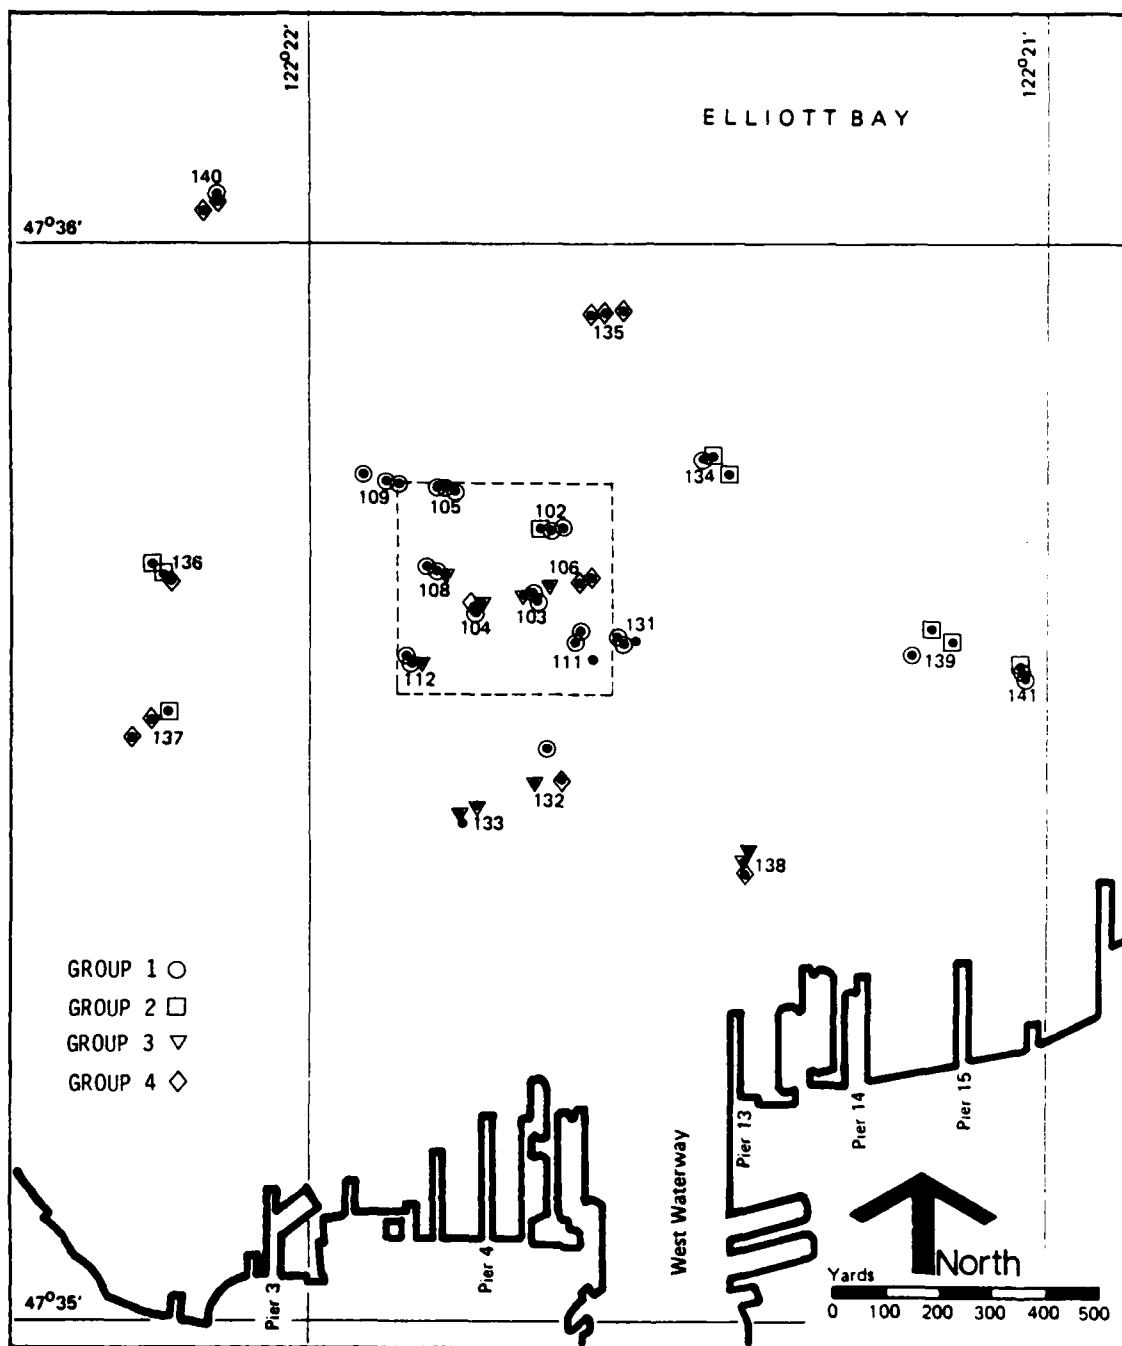 122°22'
122°21'
ELLIOTT BAY
140
47°36'
135
134
109
105
102
136
106
108
103
104
131
111
139
112
141
137
132
133
138
GROUP 1
GROUP 2
GROUP 3
GROUP 4
Pier 15
Pier 14
Pier 13
West Waterway
Pier 4
Pier 3
North
Yards
47°35'
0 100 200 300 400 500